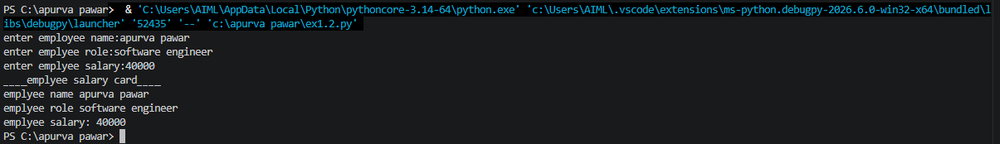 PS C:\apurva pawar>  & 'C:\Users\AIML\AppData\Local\Python\pythoncore-3.14-64\python.exe' 'c:\Users\AIML\.vscode\extensions\ms-python.debugpy-2026.6.0-win32-x64\bundled\l
ibs\debugpy\launcher' '52435' '--' 'c:\apurva pawar\ex1.2.py'
enter employee name:apurva pawar
enter emplyee role:software engineer
enter emplyee salary:40000
____emplyee salary card____
emplyee name apurva pawar
emplyee role software engineer
emplyee salary: 40000
PS C:\apurva pawar>